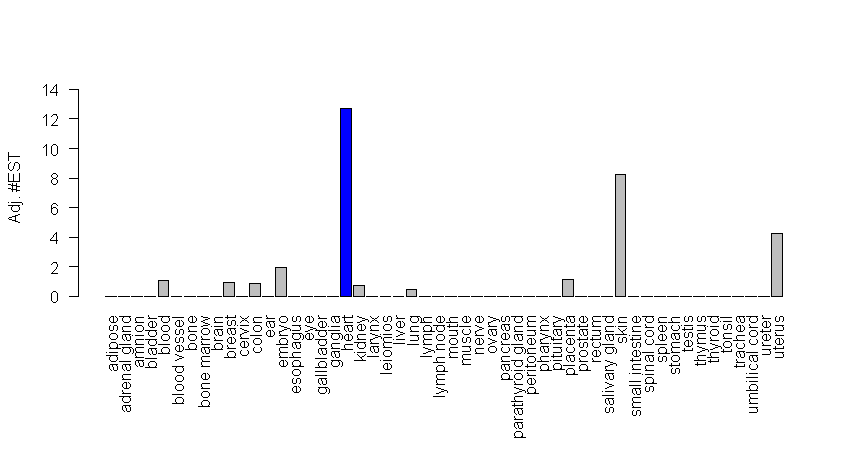 Adj. #EST
14
12
10
8
6
4
2
0
adipose
adrenal gland
amnion
bladder
blood
blood vessel
bone
bone marrow
brain
breast
cervix
colon
ear
embryo
esophagus
eye
gallbladder
ganglia
heart
kidney
larynx
leiomios
liver
lung
lymph
lymph node
mouth
muscle
nerve
ovary
pancreas
parathyroid gland
peritoneum
pharynx
pituitary
placenta
prostate
rectum
salivary gland
skin
small intestine
spinal cord
spleen
stomach
testis
thymus
thyroid
tonsil
trachea
umbilical cord
ureter
uterus